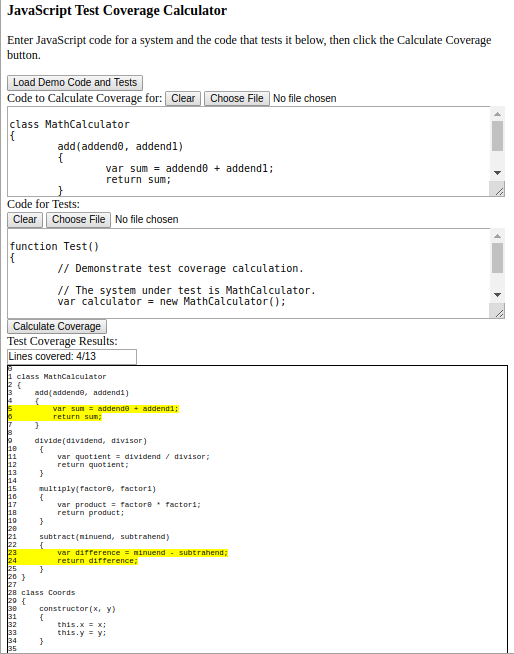 JavaScript Test Coverage Calculator
Enter JavaScript code for a system and the code that tests it below, then click the Calculate Coverage
button.
Load Demo Code and Tests
Code to Calculate Coverage for: Clear Choose File No file chosen
class MathCalculator
{
add(addend0, addend1)
{
var sum = addend0 + addend1;
return sum;
}
Code for Tests:
Clear Choose File No file chosen
function Test()
{
// Demonstrate test coverage calculation.
// The system under test is MathCalculator.
var calculator = new MathCalculator();
Calculate Coverage
Test Coverage Results:
Lines covered: 4/13
0
1 class MathCalculator
2 {
3 add(addend0, addend1)
4 {
5 var sum = addend0 + addend1;
6 return sum;
7 }
8
9 divide(dividend, divisor)
10 {
11 var quotient = dividend / divisor;
12 return quotient;
13 }
14
15 multiply(factor0, factor1)
16 {
17 var product = factor0 * factor1;
18 return product;
19 }
20
21 subtract(minuend, subtrahend)
22 {
23 var difference = minuend - subtrahend;
24 return difference;
25 }
26 }
27
28 class Coords
29 {
30 constructor(x, y)
31 {
32 this.x = x;
33 this.y = y;
34 }
35